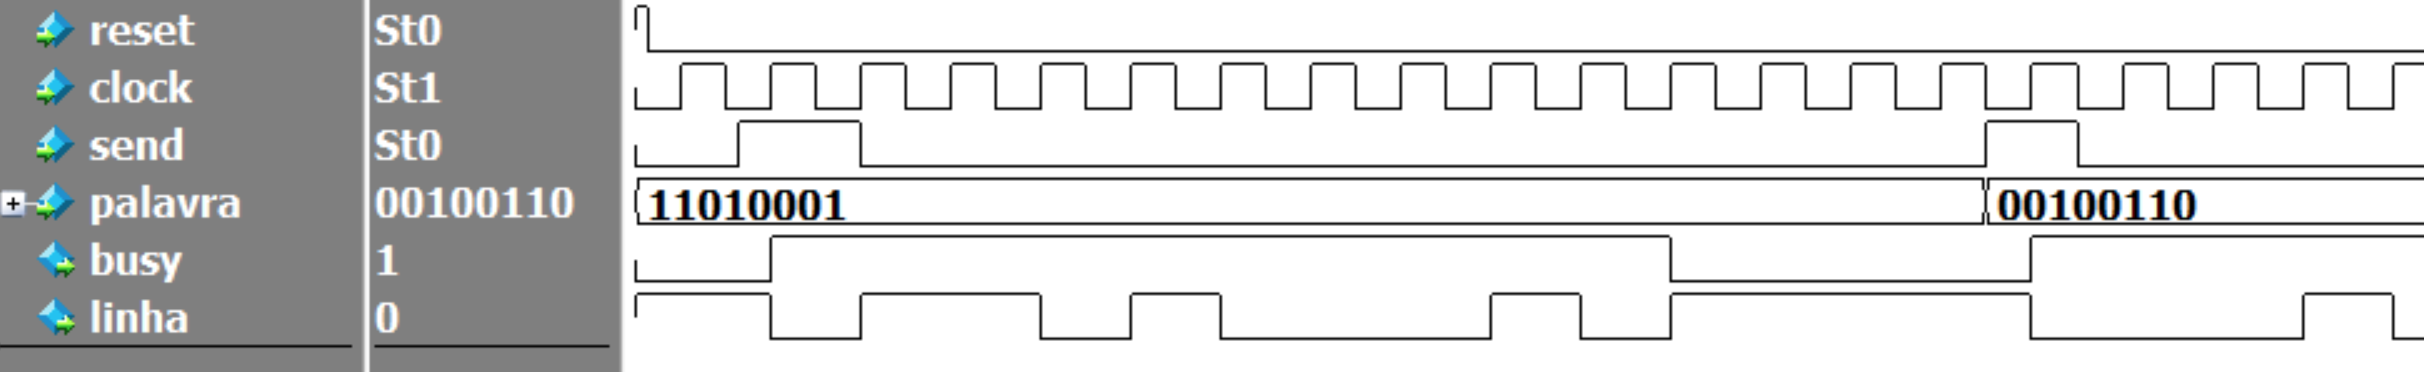 reset St0
clock St1
send St0
palavra 00100110 11010001 00100110
busy 1
linha 0